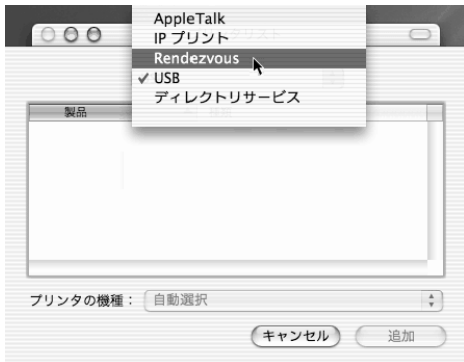 AppleTalk
IP プリント
Rendezvous
✓ USB
ディレクトリサービス
製品
プリンタの機種：
自動選択
キャンセル
追加